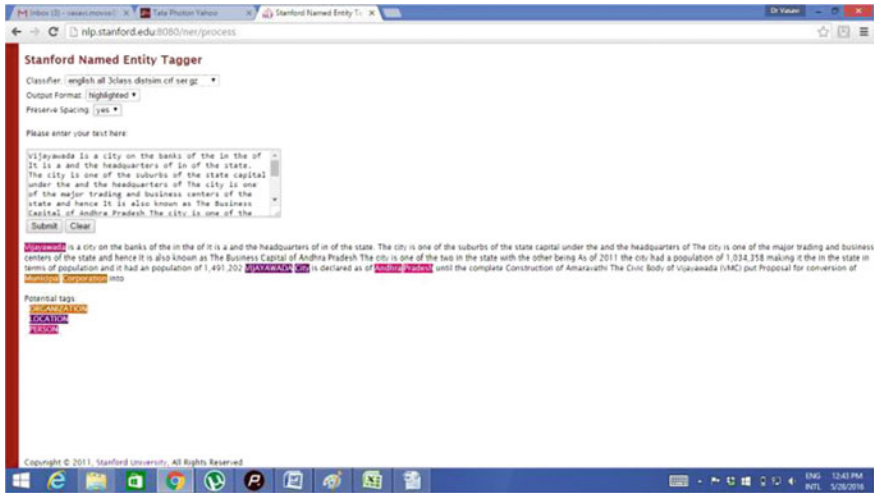 Inbox (3) - vasavi.movva@
Tata Photon Yahoo
Stanford Named Entity T
Dr Vasavi
nlp.stanford.edu:8080/ner/process
Stanford Named Entity Tagger
Classifier: english.all.3class.distsim.crf.ser.gz
Output Format: highlighted
Preserve Spacing: yes
Please enter your text here:
Vijayawada is a city on the banks of the in the of
It is a and the headquarters of in of the state.
The city is one of the suburbs of the state capital
under the and the headquarters of The city is one
of the major trading and business centers of the
state and hence It is also known as The Business
Capital of Andhra Pradesh The city is one of the
Submit Clear
Vijayawada is a city on the banks of the in the of It is a and the headquarters of in of the state. The city is one of the suburbs of the state capital under the and the headquarters of The city is one of the major trading and business
centers of the state and hence It is also known as The Business Capital of Andhra Pradesh The city is one of the two in the state with the other being As of 2011 the city had a population of 1,034,358 making it the in the state in
terms of population and it had an population of 1,491,202 VIJAYAWADA City is declared as of Andhra Pradesh until the complete Construction of Amaravathi The Civic Body of Vijayawada (VMC) put Proposal for conversion of
Municipal Corporation into
Potential tags:
ORGANIZATION
LOCATION
PERSON
Copyright © 2011, Stanford University, All Rights Reserved
ENG 12:43 PM
INTL 5/28/2016